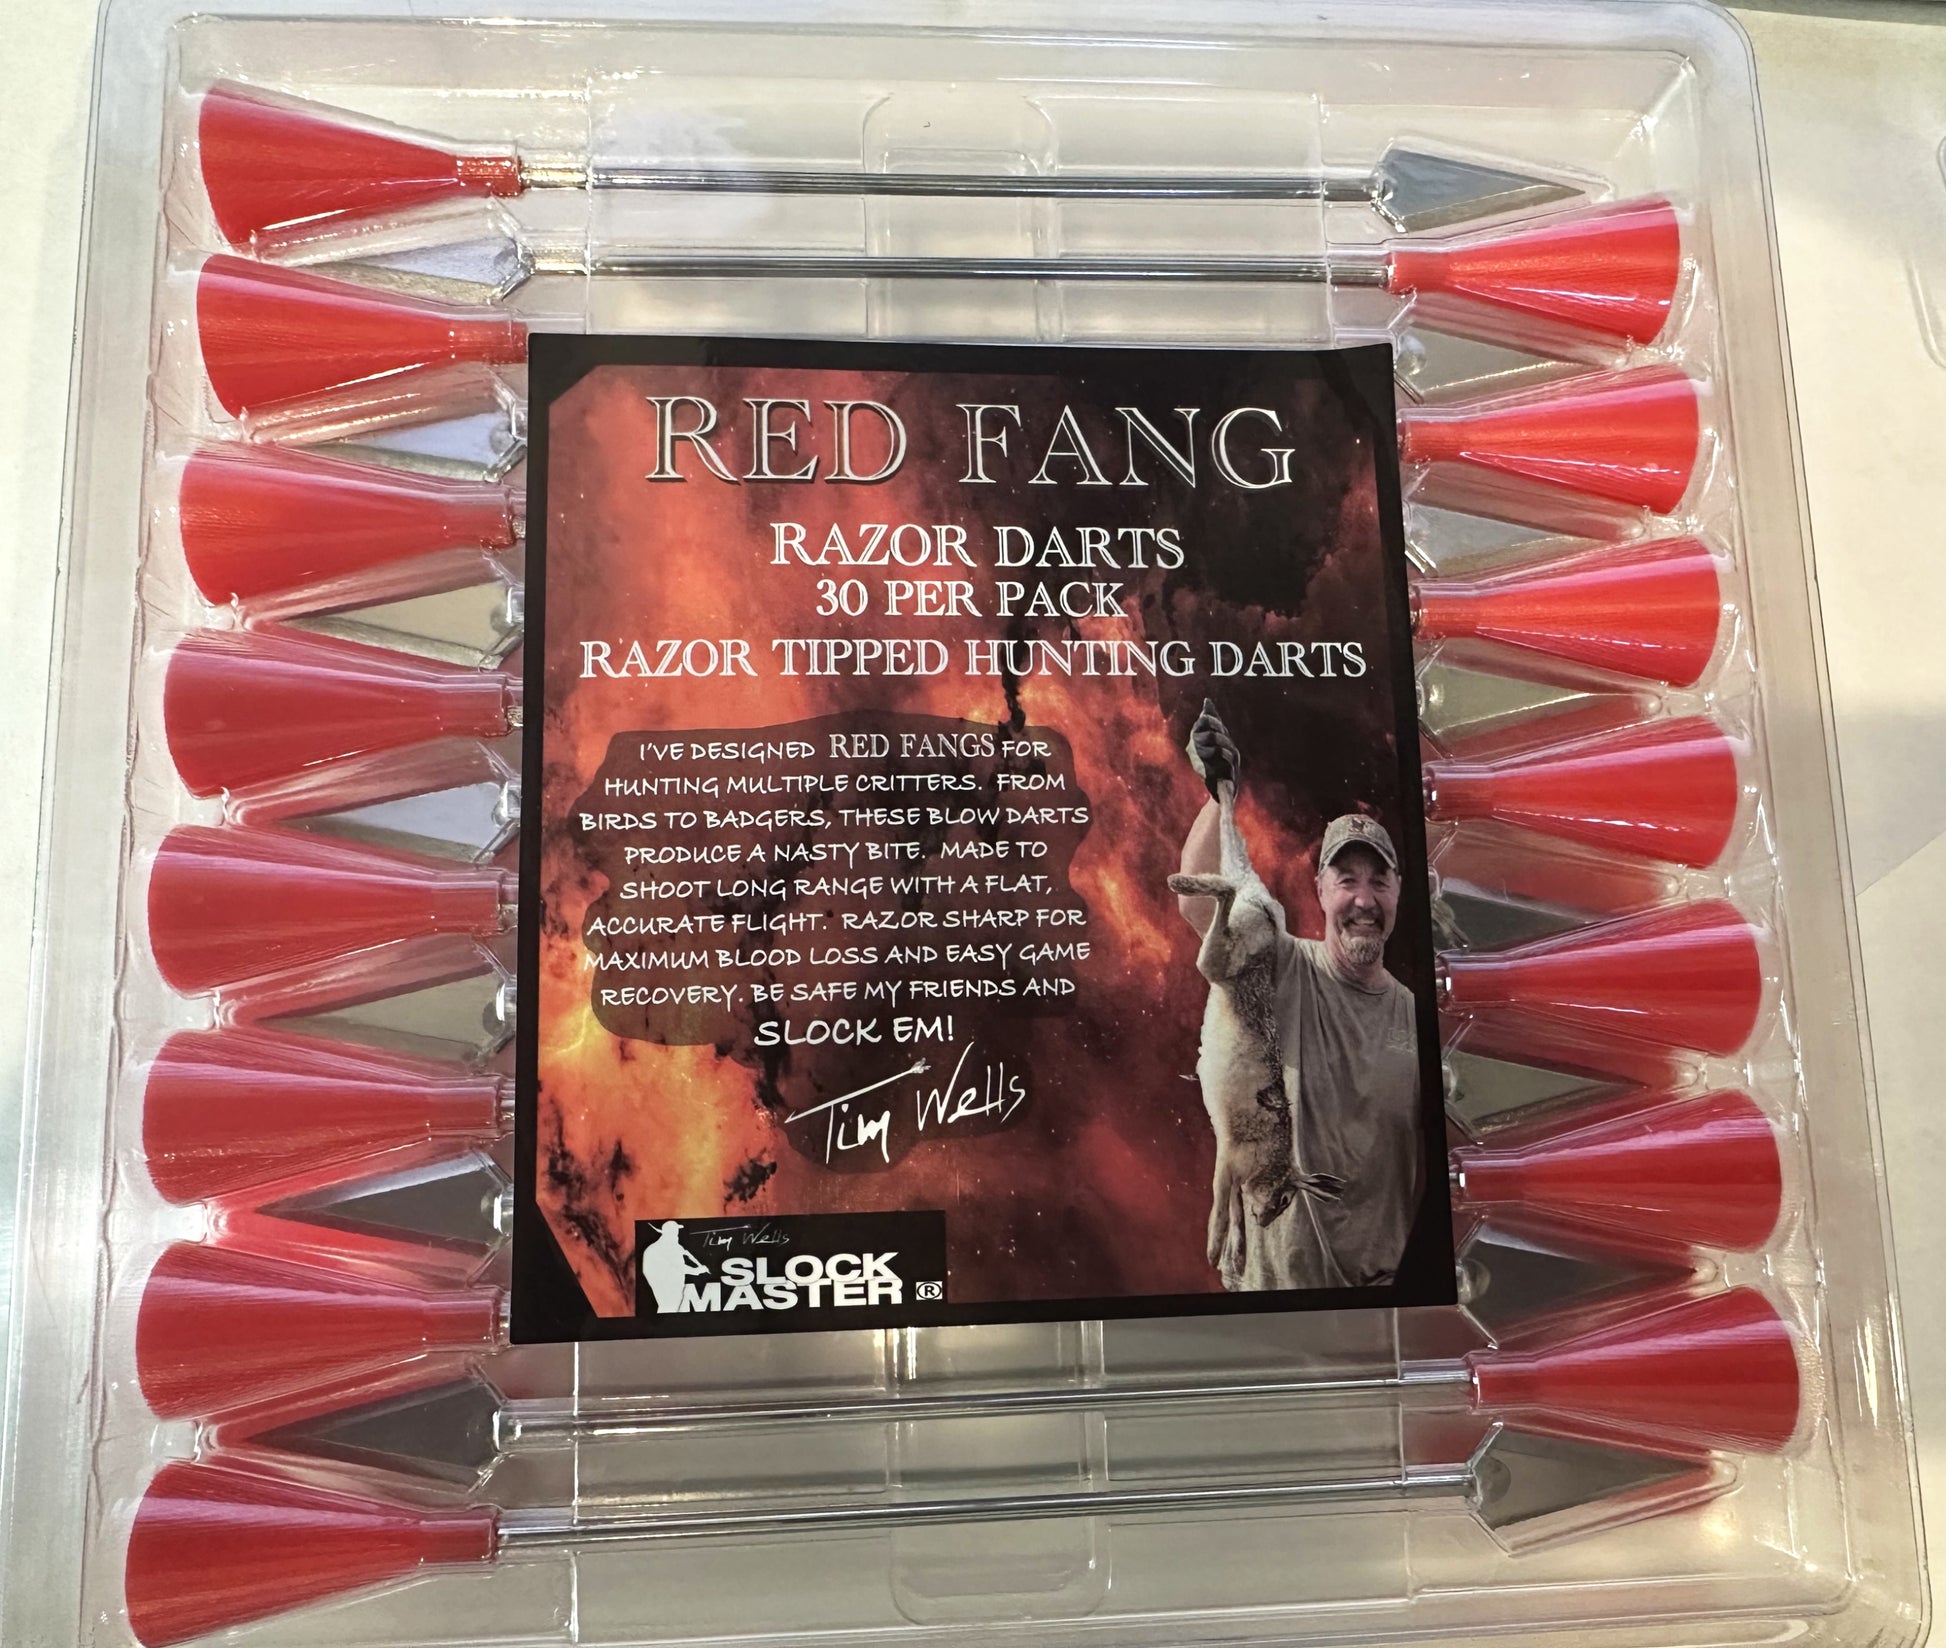 RED FANG
RAZOR DARTS
30 PER PACK
RAZOR TIPPED HUNTING DARTS
I'VE DESIGNED RED FANGS FOR
HUNTING MULTIPLE CRITTERS. FROM
BIRDS TO BADGERS, THESE BLOW DARTS
PRODUCE A NASTY BITE. MADE TO
SHOOT LONG RANGE WITH A FLAT,
ACCURATE FLIGHT. RAZOR SHARP FOR
MAXIMUM BLOOD LOSS AND EASY GAME
RECOVERY. BE SAFE MY FRIENDS AND
SLOCK EM!
Tim Wells
Tim Wells
SLOCK
MASTER ®